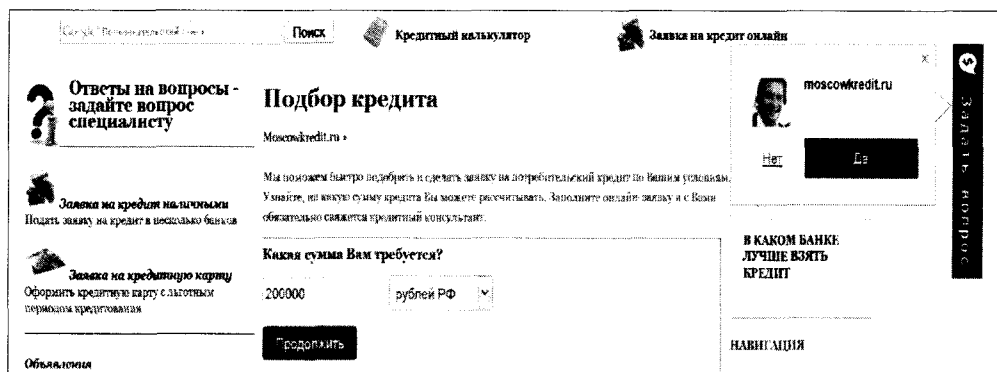 Поиск
Кредитный калькулятор
Заявка на кредит онлайн
Ответы на вопросы -
задайте вопрос
специалисту
Заявка на кредит наличными
Подать заявку на кредит в несколько банков
Заявка на кредитную карту
Оформить кредитную карту с льготным
периодом кредитования
Объявления
Подбор кредита
Moscowkredit.ru »
Мы поможем быстро подобрать и сделать заявку на потребительский кредит по Вашим условиям.
Узнайте, на какую сумму кредита Вы можете рассчитывать. Заполните онлайн-заявку и с Вами
обязательно свяжется кредитный консультант.
Какая сумма Вам требуется?
200000
рублей РФ
Продолжить
x
moscowkredit.ru
Нет
Да
Задать вопрос
В КАКОМ БАНКЕ
ЛУЧШЕ ВЗЯТЬ
КРЕДИТ
НАВИГАЦИЯ